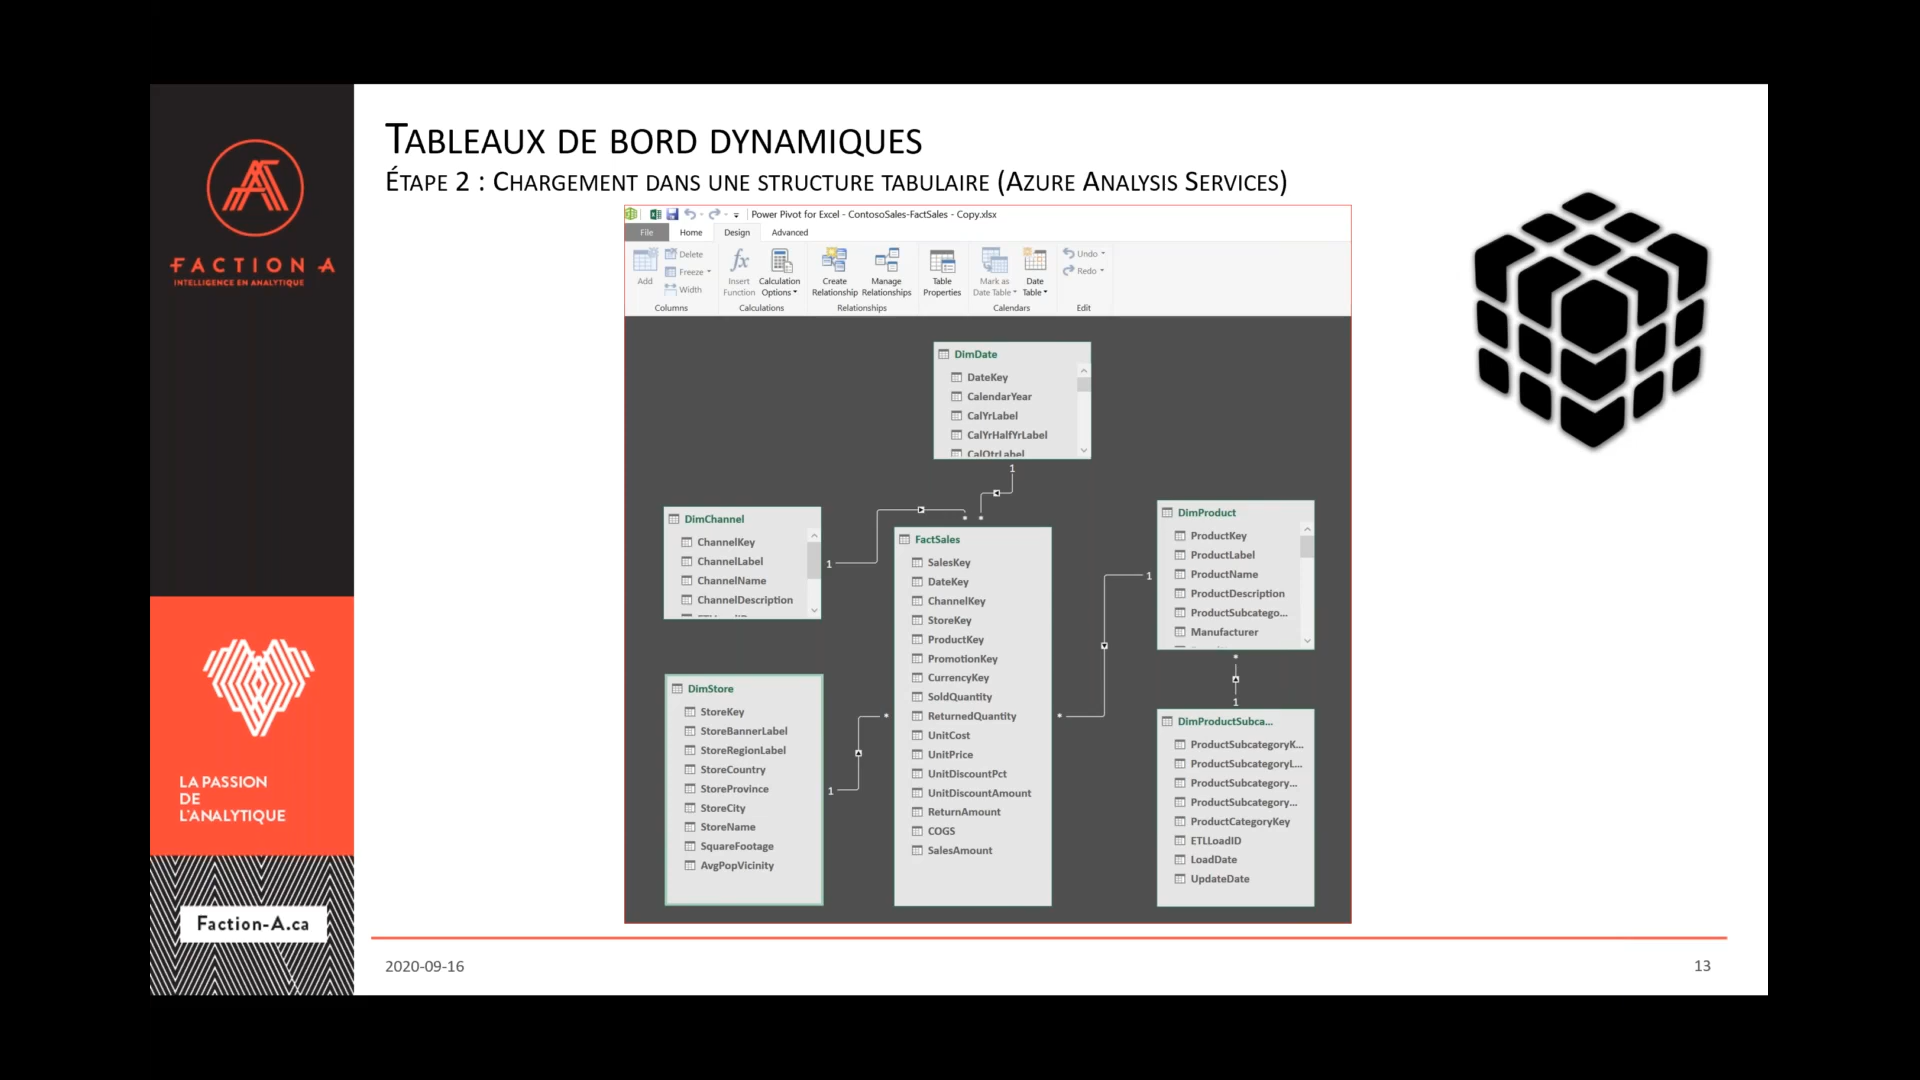 FACTION A
INTELLIGENCE EN ANALYTIQUE
LA PASSION
DE
L'ANALYTIQUE
Faction-A.ca
TABLEAUX DE BORD DYNAMIQUES
ÉTAPE 2 : CHARGEMENT DANS UNE STRUCTURE TABULAIRE (AZURE ANALYSIS SERVICES)
Power Pivot for Excel - ContosoSales-FactSales - Copy.xlsx
File Home Design Advanced
Add
Delete
Freeze
Width
Columns
Insert Function
Calculation Options
Calculations
Create Relationship
Manage Relationships
Relationships
Table Properties
Mark as Date Table
Date Table
Calendars
Undo
Redo
Edit
DimDate
DateKey
CalendarYear
CalYrLabel
CalYrHalfYrLabel
CalQtrLabel
1
* *
DimChannel
ChannelKey
ChannelLabel
ChannelName
ChannelDescription
1
DimStore
StoreKey
StoreBannerLabel
StoreRegionLabel
StoreCountry
StoreProvince
StoreCity
StoreName
SquareFootage
AvgPopVicinity
1
*
FactSales
SalesKey
DateKey
ChannelKey
StoreKey
ProductKey
PromotionKey
CurrencyKey
SoldQuantity
ReturnedQuantity
UnitCost
UnitPrice
UnitDiscountPct
UnitDiscountAmount
ReturnAmount
COGS
SalesAmount
*
1
DimProduct
ProductKey
ProductLabel
ProductName
ProductDescription
ProductSubcatego...
Manufacturer
*
1
DimProductSubca...
ProductSubcategoryK...
ProductSubcategoryL...
ProductSubcategory...
ProductSubcategory...
ProductCategoryKey
ETLLoadID
LoadDate
UpdateDate
2020-09-16
13